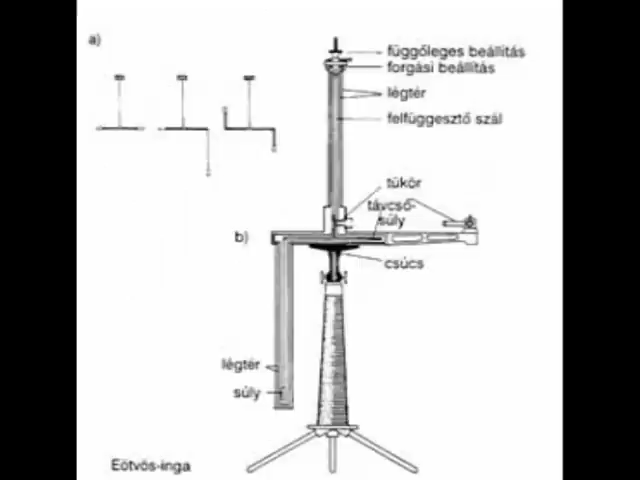 a)
függőleges beállítás
forgási beállítás
légtér
felfüggesztő szál
tükör
távcső-
súly
b)
csúcs
légtér
súly
Eötvös-inga